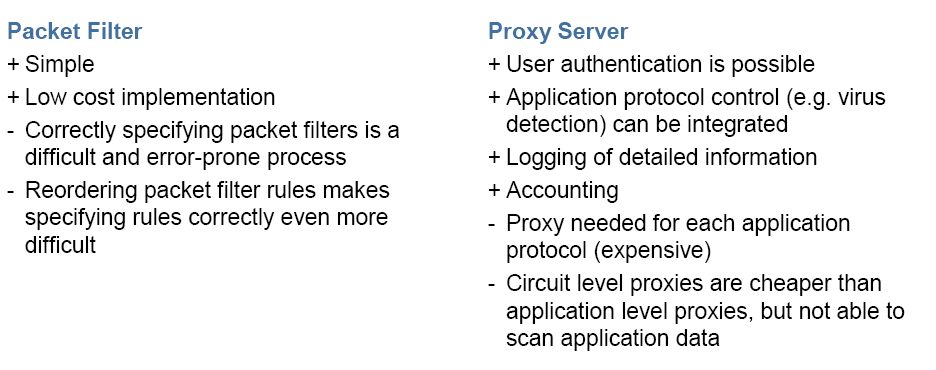 Packet Filter
+ Simple
+ Low cost implementation
- Correctly specifying packet filters is a
difficult and error-prone process
- Reordering packet filter rules makes
specifying rules correctly even more
difficult
Proxy Server
+ User authentication is possible
+ Application protocol control (e.g. virus
detection) can be integrated
+ Logging of detailed information
+ Accounting
- Proxy needed for each application
protocol (expensive)
- Circuit level proxies are cheaper than
application level proxies, but not able to
scan application data